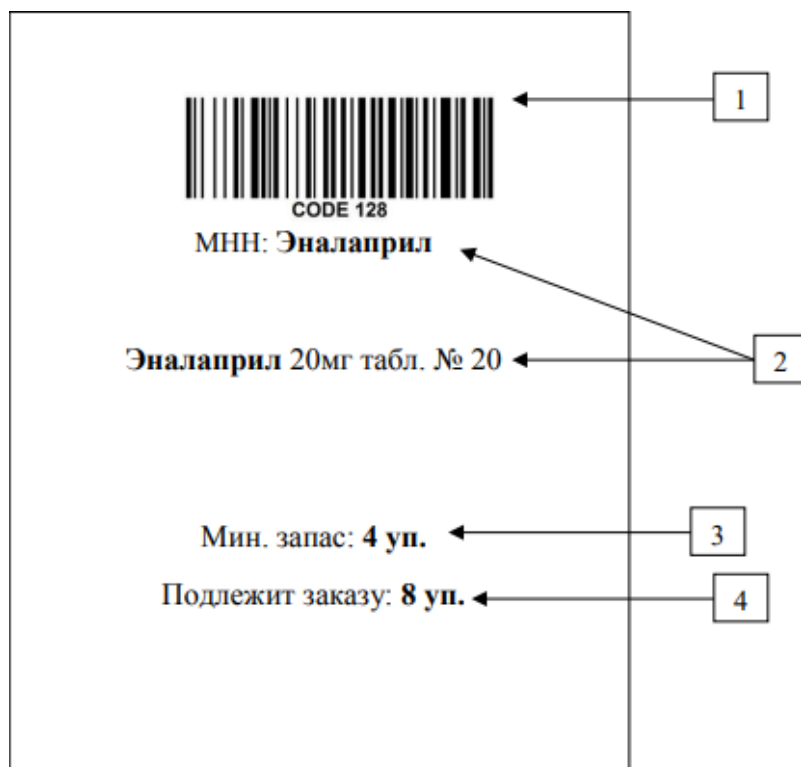 1
CODE 128
МНН: Эналаприл
Эналаприл 20мг табл. № 20
2
Мин. запас: 4 уп.
3
Подлежит заказу: 8 уп.
4